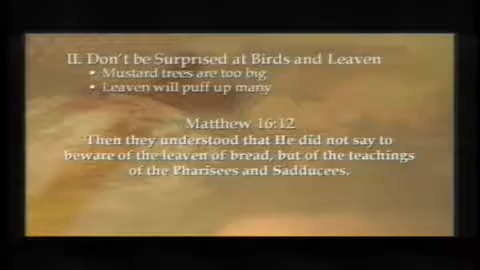 II. Don't be Surprised at Birds and Leaven
• Mustard trees are too big
• Leaven will puff up many
Matthew 16:12
Then they understood that He did not say to
beware of the leaven of bread, but of the teachings
of the Pharisees and Sadducees.